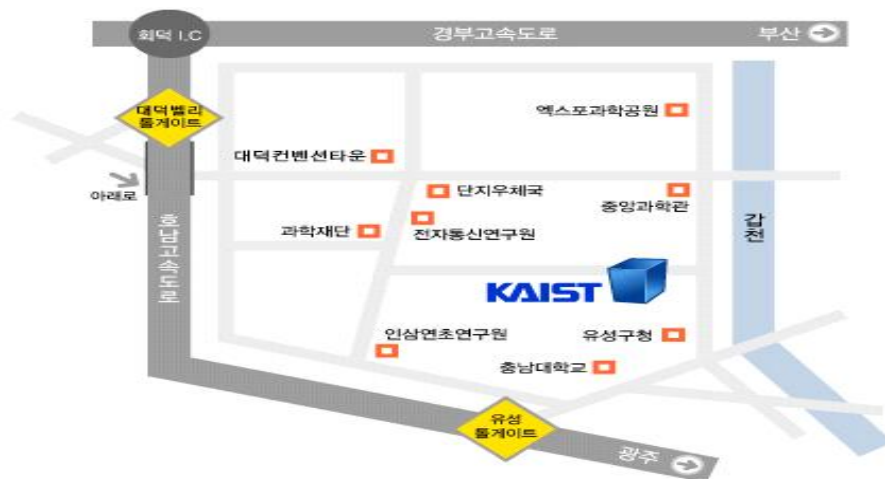 회덕 I.C
경부고속도로
부산
대덕벨리
톨게이트
엑스포과학공원
대덕컨벤션타운
아래로
단지우체국
중앙과학관
과학재단
전자통신연구원
갑천
호남고속도로
KAIST
인삼연초연구원
유성구청
충남대학교
유성
톨게이트
광주